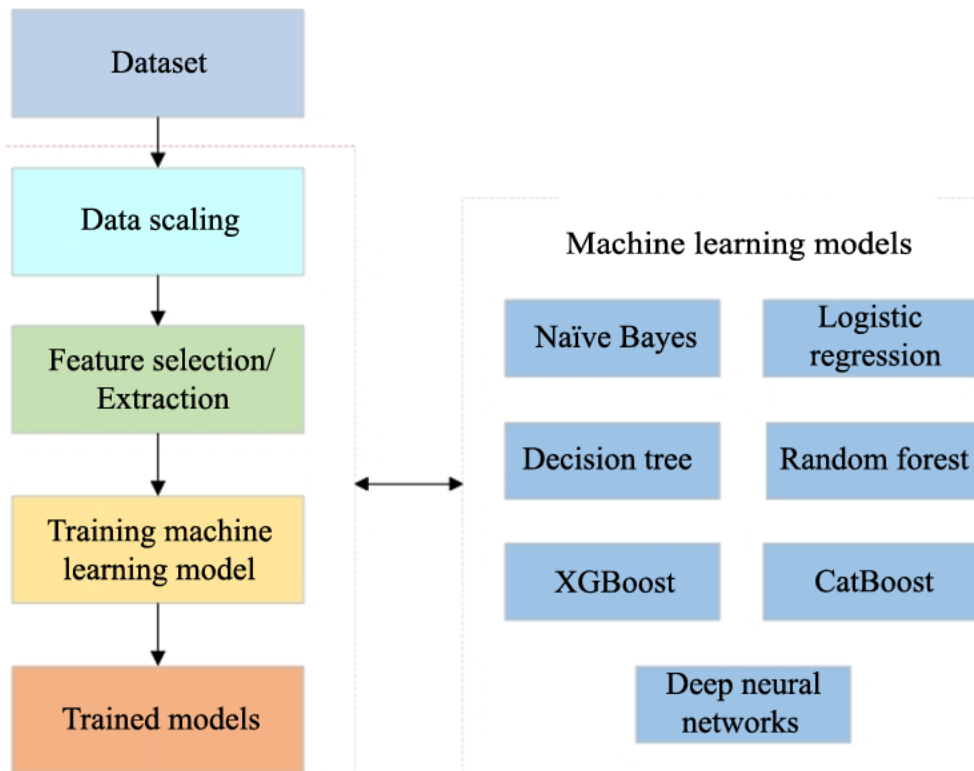 Dataset
Data scaling
Feature selection/
Extraction
Training machine
learning model
Trained models
Machine learning models
Naïve Bayes
Logistic
regression
Decision tree
Random forest
XGBoost
CatBoost
Deep neural
networks